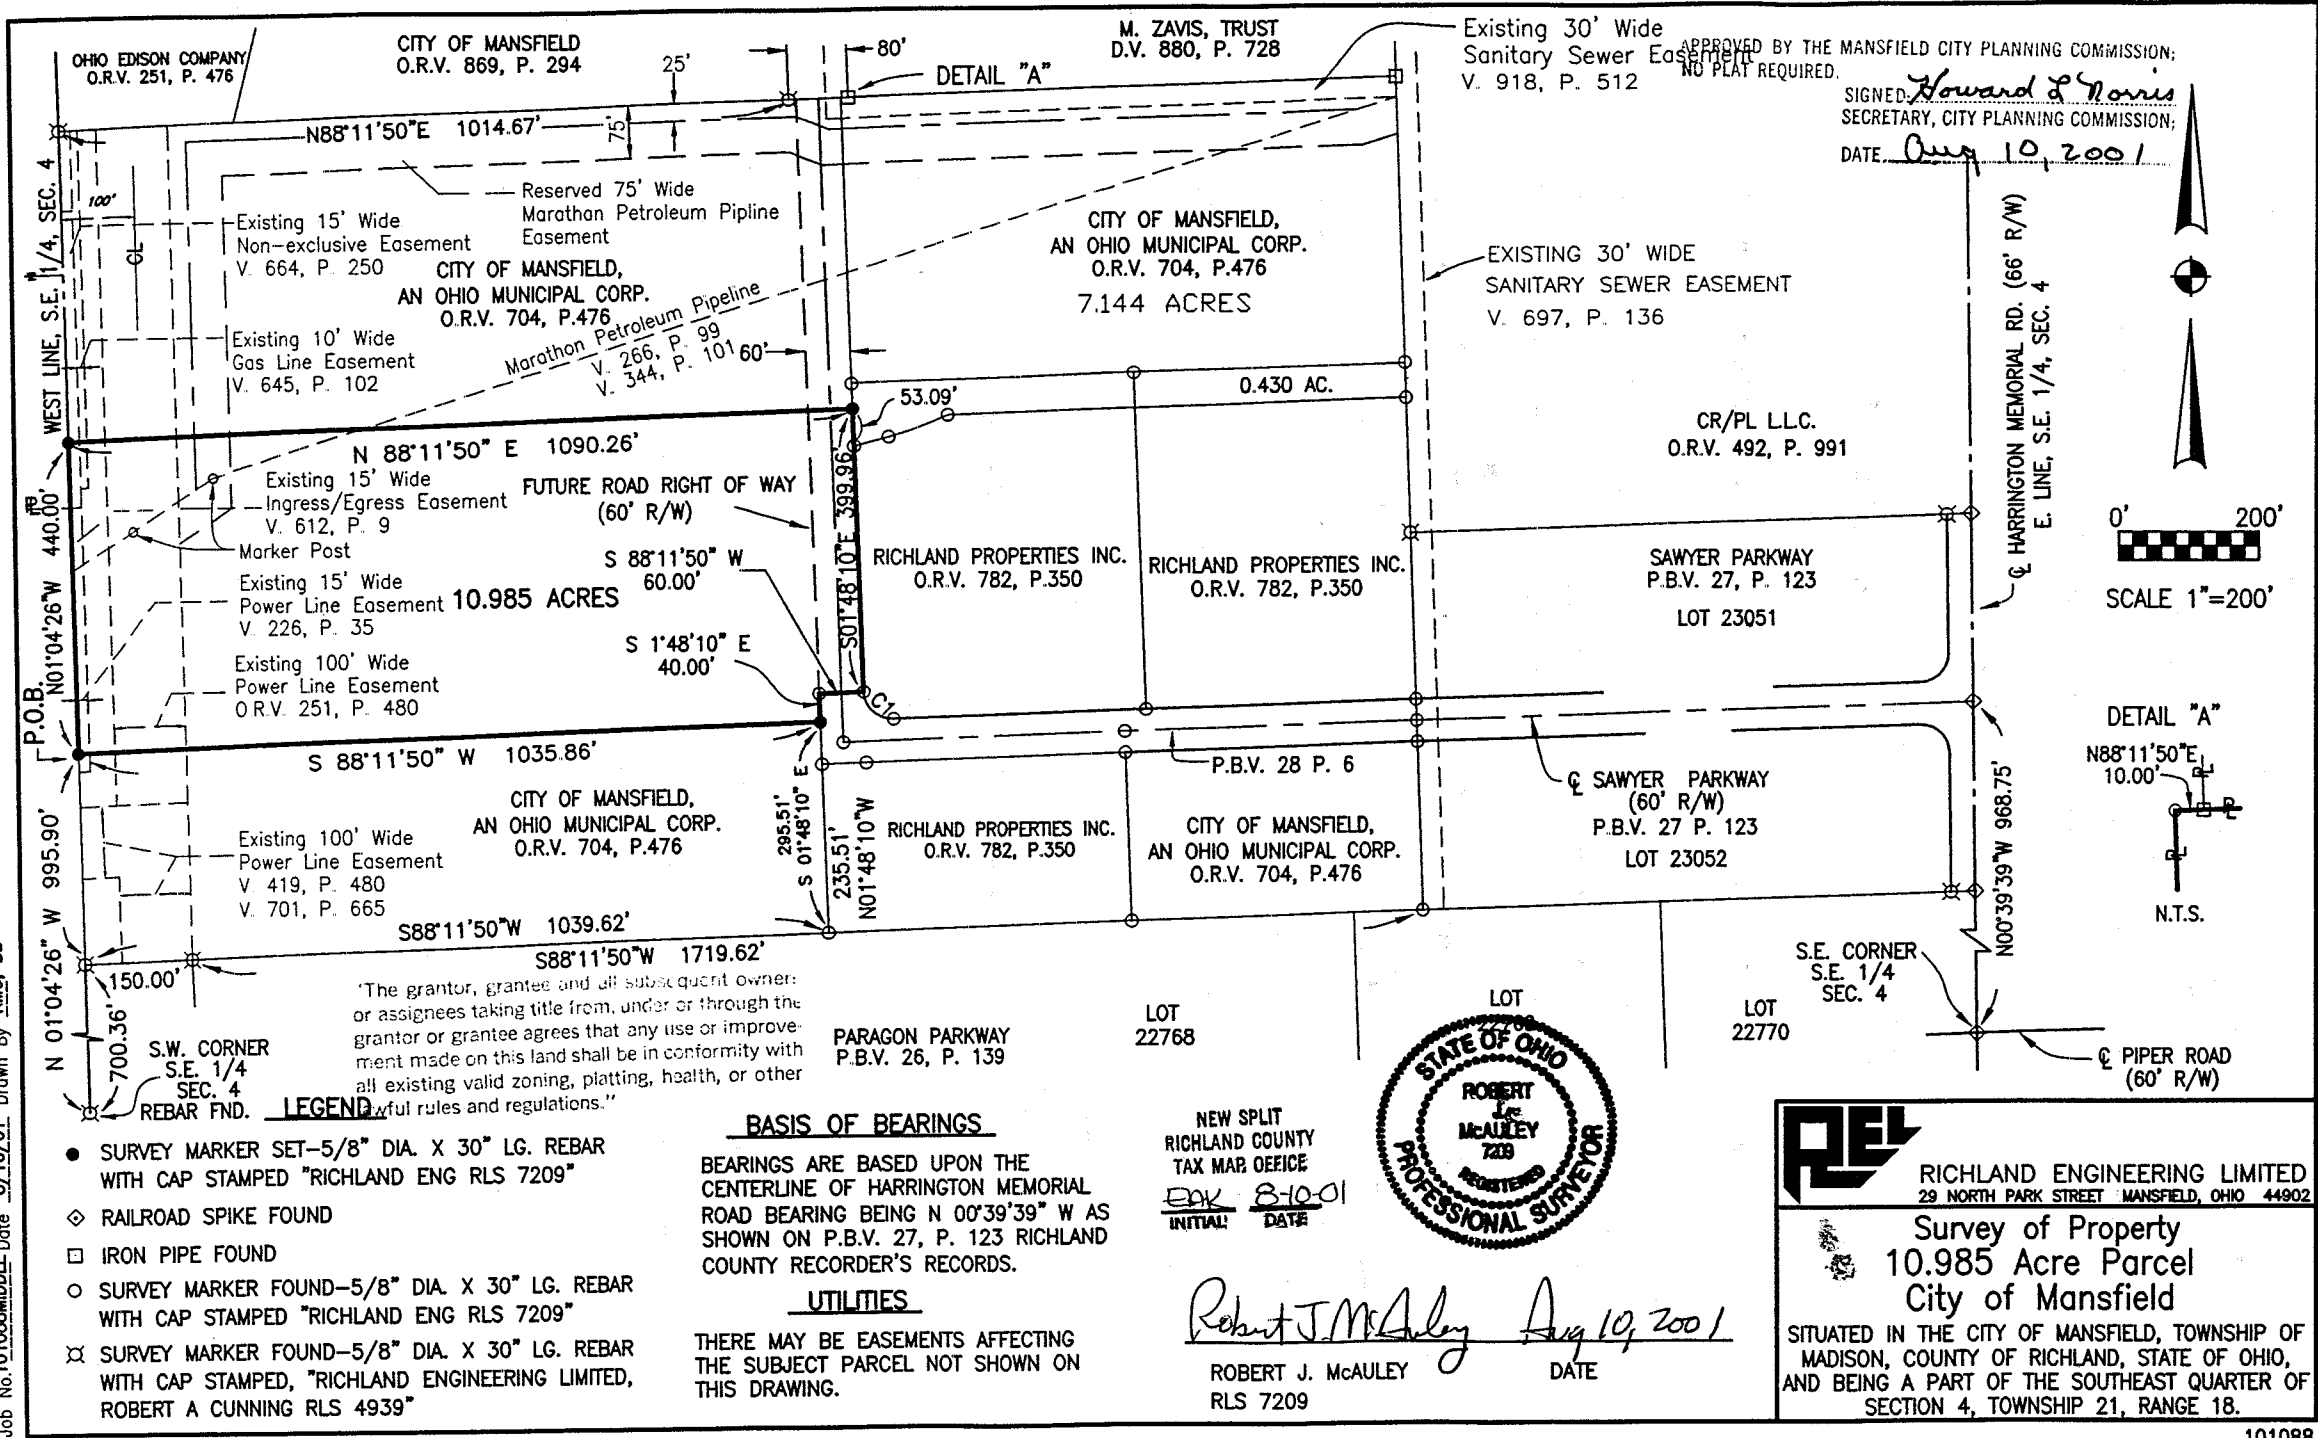 OHIO EDISON COMPANY
O.R.V. 251, P. 476
CITY OF MANSFIELD
O.R.V. 869, P. 294
25'
80'
DETAIL "A"
M. ZAVIS, TRUST
D.V. 880, P. 728
Existing 30' Wide
Sanitary Sewer Easement
V. 918, P. 512
APPROVED BY THE MANSFIELD CITY PLANNING COMMISSION;
NO PLAT REQUIRED.
SIGNED: Howard L Norris
SECRETARY, CITY PLANNING COMMISSION;
DATE Aug 10, 2001
N88°11'50"E 1014.67'
75'
WEST LINE, S.E. 1/4, SEC. 4
100'
CL
Existing 15' Wide
Non-exclusive Easement
V. 664, P. 250
Reserved 75' Wide
Marathan Petroleum Pipline
Easement
CITY OF MANSFIELD,
AN OHIO MUNICIPAL CORP.
O.R.V. 704, P.476
Marathon Petroleum Pipeline
V. 266, P. 99
V. 344, P. 101
60'
Existing 10' Wide
Gas Line Easement
V. 645, P. 102
CITY OF MANSFIELD,
AN OHIO MUNICIPAL CORP.
O.R.V. 704, P.476
7.144 ACRES
EXISTING 30' WIDE
SANITARY SEWER EASEMENT
V. 697, P. 136
℄ HARRINGTON MEMORIAL RD. (66' R/W)
E. LINE, S.E. 1/4, SEC. 4
0.430 AC.
53.09'
N 88°11'50" E 1090.26'
CR/PL L.L.C.
O.R.V. 492, P. 991
Existing 15' Wide
Ingress/Egress Easement
V. 612, P. 9
Marker Post
FUTURE ROAD RIGHT OF WAY
(60' R/W)
S01°48'10"E 399.96'
N01°04'26"W 440.00'
S 88°11'50" W
60.00'
RICHLAND PROPERTIES INC.
O.R.V. 782, P.350
RICHLAND PROPERTIES INC.
O.R.V. 782, P.350
SAWYER PARKWAY
P.B.V. 27, P. 123
LOT 23051
0' 200'
SCALE 1"=200'
Existing 15' Wide
Power Line Easement
V. 226, P. 35
10.985 ACRES
S 1°48'10" E
40.00'
Existing 100' Wide
Power Line Easement
O.R.V. 251, P. 480
P.O.B.
C1
S 88°11'50" W 1035.86'
P.B.V. 28 P. 6
℄ SAWYER PARKWAY
(60' R/W)
P.B.V. 27 P. 123
LOT 23052
DETAIL "A"
N88°11'50"E
10.00'
N.T.S.
N00°39'39"W 968.75'
CITY OF MANSFIELD,
AN OHIO MUNICIPAL CORP.
O.R.V. 704, P.476
295.51'
S 01°48'10" E
235.51'
N01°48'10"W
RICHLAND PROPERTIES INC.
O.R.V. 782, P.350
CITY OF MANSFIELD,
AN OHIO MUNICIPAL CORP.
O.R.V. 704, P.476
Existing 100' Wide
Power Line Easement
V. 419, P. 480
V. 701, P. 665
N 01°04'26" W 995.90'
S88°11'50"W 1039.62'
S88°11'50"W 1719.62'
150.00'
700.36'
S.E. CORNER
S.E. 1/4
SEC. 4
℄ PIPER ROAD
(60' R/W)
S.W. CORNER
S.E. 1/4
SEC. 4
REBAR FND.
"The grantor, grantee and all subsequent owner:
or assignees taking title from, under or through the
grantor or grantee agrees that any use or improve-
ment made on this land shall be in conformity with
all existing valid zoning, platting, health, or other
awful rules and regulations."
PARAGON PARKWAY
P.B.V. 26, P. 139
LOT
22768
LOT
LOT
22770
LEGEND
SURVEY MARKER SET-5/8" DIA. X 30" LG. REBAR
WITH CAP STAMPED "RICHLAND ENG RLS 7209"
RAILROAD SPIKE FOUND
IRON PIPE FOUND
SURVEY MARKER FOUND-5/8" DIA. X 30" LG. REBAR
WITH CAP STAMPED "RICHLAND ENG RLS 7209"
SURVEY MARKER FOUND-5/8" DIA. X 30" LG. REBAR
WITH CAP STAMPED, "RICHLAND ENGINEERING LIMITED,
ROBERT A CUNNING RLS 4939"
BASIS OF BEARINGS
BEARINGS ARE BASED UPON THE
CENTERLINE OF HARRINGTON MEMORIAL
ROAD BEARING BEING N 00°39'39" W AS
SHOWN ON P.B.V. 27, P. 123 RICHLAND
COUNTY RECORDER'S RECORDS.
UTILITIES
THERE MAY BE EASEMENTS AFFECTING
THE SUBJECT PARCEL NOT SHOWN ON
THIS DRAWING.
NEW SPLIT
RICHLAND COUNTY
TAX MAP OFFICE
EAK 8-10-01
INITIAL DATE
STATE OF OHIO
ROBERT
McAULEY
7209
REGISTERED
PROFESSIONAL SURVEYOR
Robert J. McAuley Aug 10, 2001
ROBERT J. McAULEY DATE
RLS 7209
REL
RICHLAND ENGINEERING LIMITED
29 NORTH PARK STREET MANSFIELD, OHIO 44902
Survey of Property
10.985 Acre Parcel
City of Mansfield
SITUATED IN THE CITY OF MANSFIELD, TOWNSHIP OF
MADISON, COUNTY OF RICHLAND, STATE OF OHIO,
AND BEING A PART OF THE SOUTHEAST QUARTER OF
SECTION 4, TOWNSHIP 21, RANGE 18.
101088